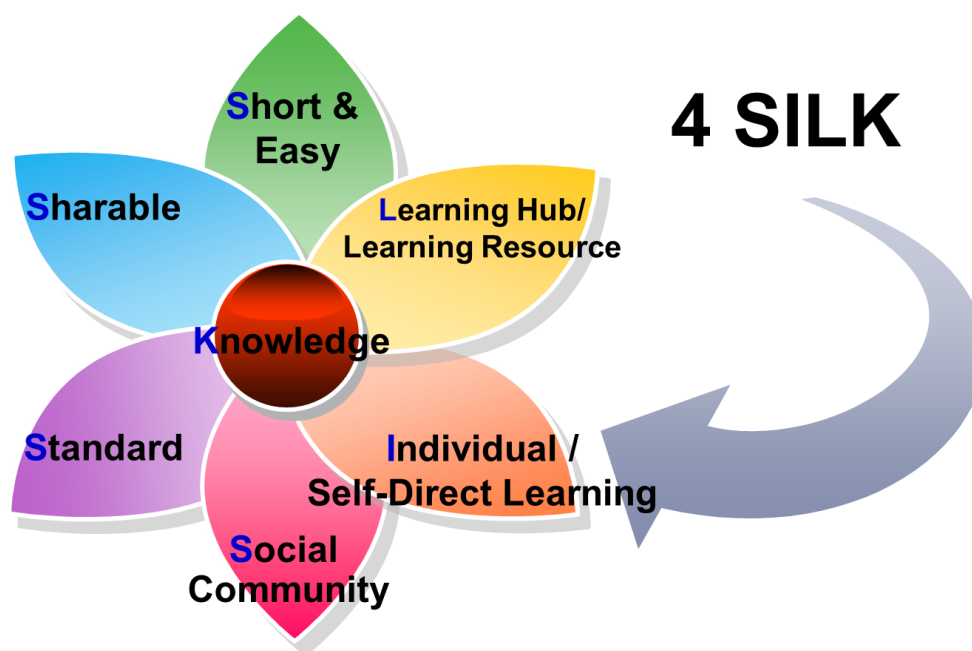 4 SILK
Short &
Easy
Sharable
Learning Hub/
Learning Resource
Knowledge
Standard
Individual /
Self-Direct Learning
Social
Community